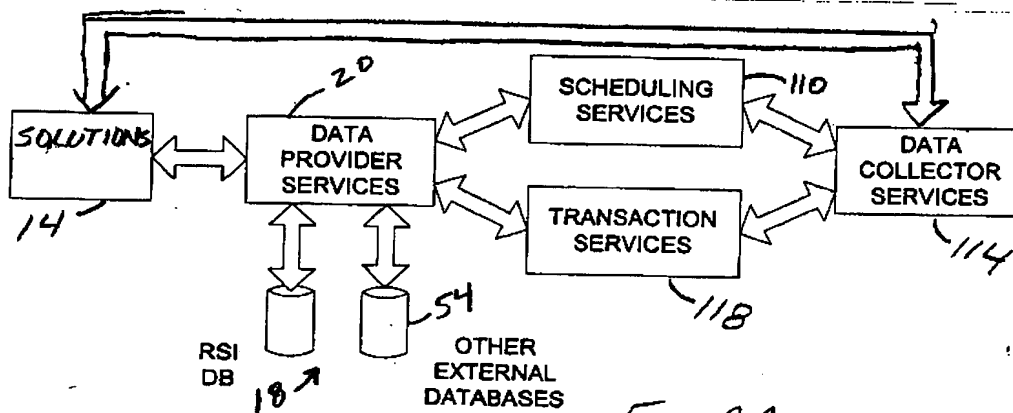 20
SCHEDULING
SERVICES
110
SOLUTIONS
DATA
PROVIDER
SERVICES
DATA
COLLECTOR
SERVICES
14
TRANSACTION
SERVICES
114
118
54
RSI
DB
18
OTHER
EXTERNAL
DATABASES